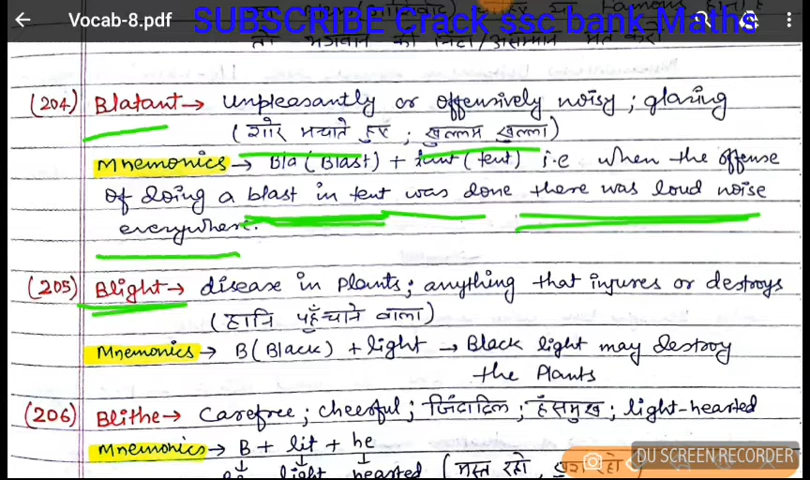 SUBSCRIBE Crack ssc bank Maths
Vocab-8.pdf
(204) Blatant → unpleasantly or offensively noisy; glaring
(शोर मचाते हुए ; खुल्लम खुल्ला)
Mnemonics → Bla (Blast) + tant (tent) i.e when the offense
of doing a blast in tent was done there was loud noise
everywhere.
(205) Blight → disease in plants; anything that injures or destroys
(हानि पहुँचाने वाला)
Mnemonics → B (Black) + light → Black light may destroy
the Plants
(206) Blithe → Carefree ; cheerful ; जिंदादिल ; हँसमुख ; light-hearted
Mnemonics → B + lit + he
light hearted (मस्त रहो ,
DU SCREEN RECORDER